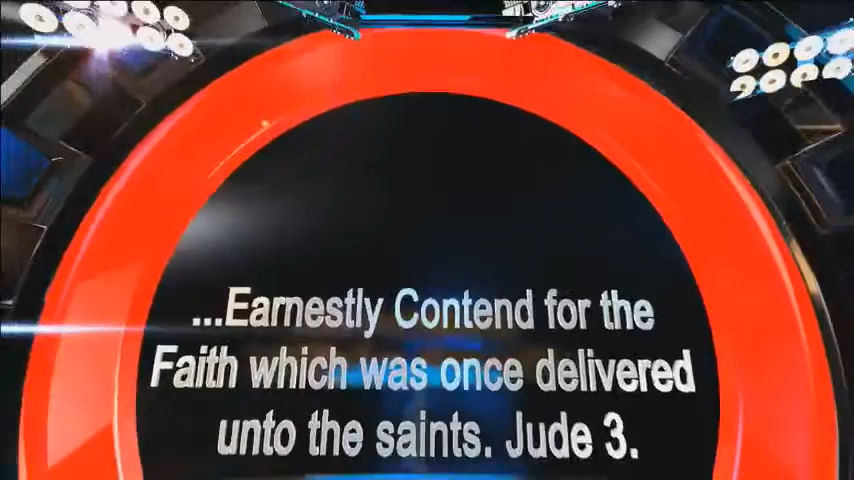 ...Earnestly Contend for the
Faith which was once delivered
unto the saints. Jude 3.